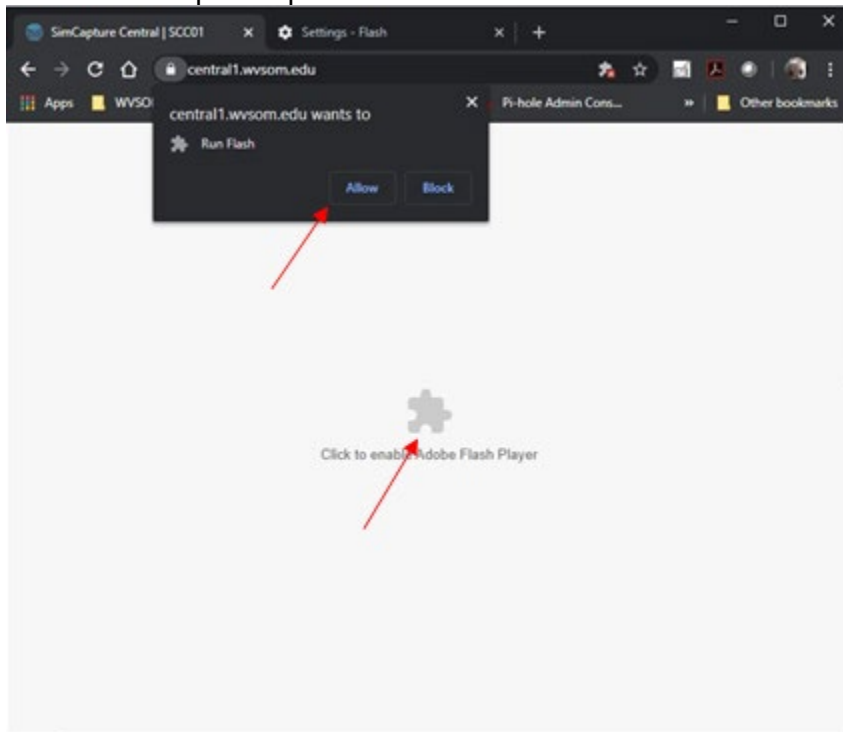 SimCapture Central | SCC01
Settings - Flash
central1.wvsom.edu
Apps
WVSO
Pi-hole Admin Cons...
Other bookmarks
central1.wvsom.edu wants to
Run Flash
Allow
Block
Click to enable Adobe Flash Player